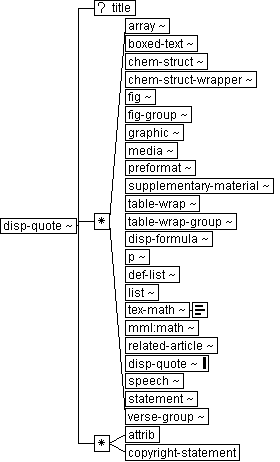 ? title
array ~
boxed-text ~
chem-struct ~
chem-struct-wrapper ~
fig ~
fig-group ~
graphic ~
media ~
preformat ~
supplementary-material ~
table-wrap ~
disp-quote ~
* table-wrap-group ~
disp-formula ~
p ~
def-list ~
list ~
tex-math ~
mml:math ~
related-article ~
disp-quote ~
speech ~
statement ~
verse-group ~
attrib
*
copyright-statement